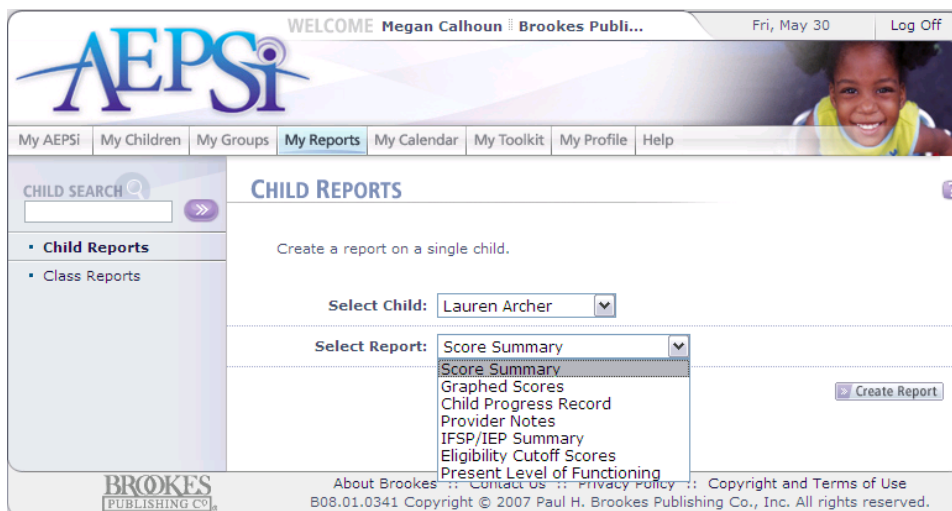 WELCOME Megan Calhoun Brookes Publi...
Fri, May 30
Log Off
AEPSi
My AEPSi
My Children
My Groups
My Reports
My Calendar
My Toolkit
My Profile
Help
CHILD SEARCH
Child Reports
Class Reports
CHILD REPORTS
Create a report on a single child.
Select Child: Lauren Archer
Select Report: Score Summary
Score Summary
Graphed Scores
Child Progress Record
Provider Notes
IFSP/IEP Summary
Eligibility Cutoff Scores
Present Level of Functioning
Create Report
BROOKES
PUBLISHING CO
About Brookes :: Contact Us :: Privacy Policy :: Copyright and Terms of Use
B08.01.0341 Copyright © 2007 Paul H. Brookes Publishing Co., Inc. All rights reserved.